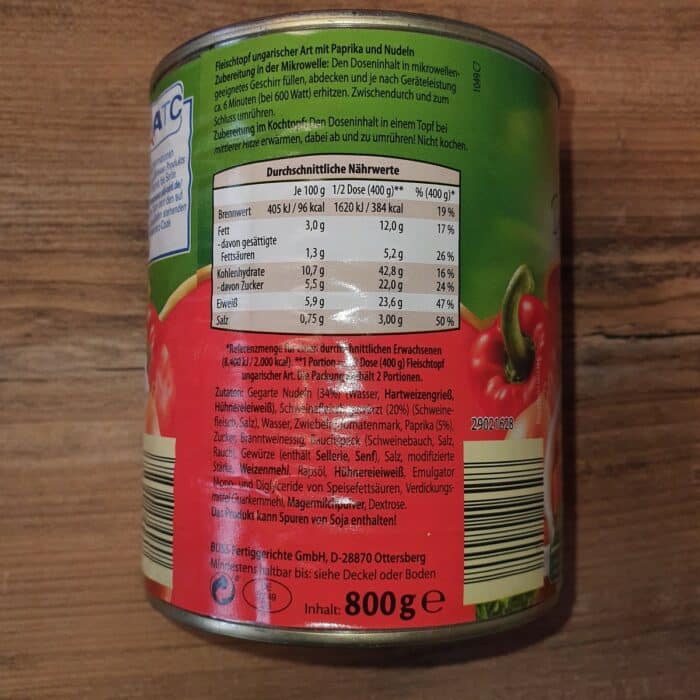 Fleischtopf ungarischer Art mit Paprika und Nudeln
Zubereitung in der Mikrowelle: Den Doseninhalt in mikrowellen-
geeignetes Geschirr füllen, abdecken und je nach Geräteleistung
ca. 6 Minuten (bei 600 Watt) erhitzen. Zwischendurch und zum
Schluss umrühren.
Zubereitung im Kochtopf: Den Doseninhalt in einem Topf bei
mittlerer Hitze erwärmen, dabei ab und zu umrühren! Nicht kochen.
1049C7
ATC
Durchschnittliche Nährwerte
Je 100 g 1/2 Dose (400 g)** % (400 g)*
Brennwert 405 kJ / 96 kcal 1620 kJ / 384 kcal 19 %
Fett 3,0 g 12,0 g 17 %
- davon gesättigte
Fettsäuren 1,3 g 5,2 g 26 %
Kohlenhydrate 10,7 g 42,8 g 16 %
- davon Zucker 5,5 g 22,0 g 24 %
Eiweiß 5,9 g 23,6 g 47 %
Salz 0,75 g 3,00 g 50 %
*Referenzmenge für einen durchschnittlichen Erwachsenen
(8.400 kJ / 2.000 kcal). **1 Portion = 1/2 Dose (400 g) Fleischtopf
ungarischer Art. Die Packung enthält 2 Portionen.
Zutaten: Gegarte Nudeln (34%) (Wasser, Hartweizengrieß,
Hühnereiweiß), Schweinefleisch gewürzt (20%) (Schweine-
fleisch, Salz), Wasser, Zwiebeln, Tomatenmark, Paprika (5%),
Zucker, Branntweinessig, Bauchspeck (Schweinebauch, Salz,
Rauch), Gewürze (enthält Sellerie, Senf), Salz, modifizierte
Stärke, Weizenmehl, Rapsöl, Hühnereiweiß, Emulgator
Mono- und Diglyceride von Speisefettsäuren, Verdickungs-
mittel Guarkernmehl, Magermilchpulver, Dextrose.
Das Produkt kann Spuren von Soja enthalten!
29021628
BUSS Fertiggerichte GmbH, D-28870 Ottersberg
Mindestens haltbar bis: siehe Deckel oder Boden
Inhalt: 800 g e